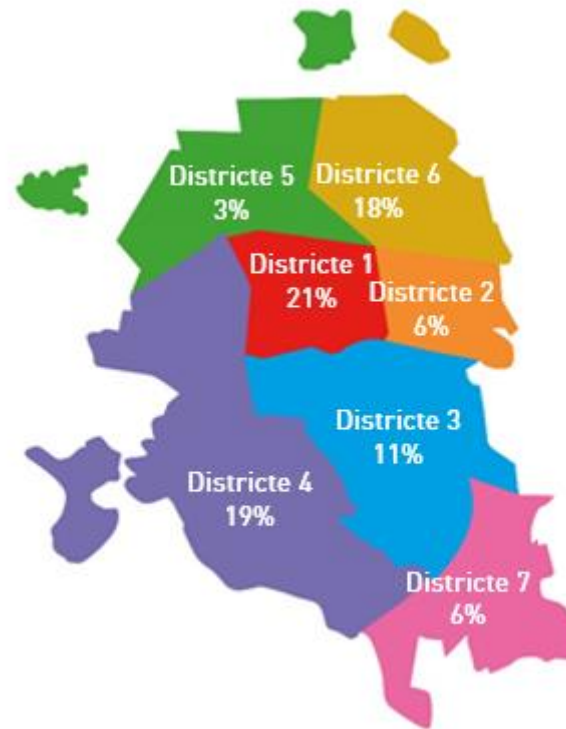 Districte 5
3%
Districte 6
18%
Districte 1
21%
Districte 2
6%
Districte 3
11%
Districte 4
19%
Districte 7
6%